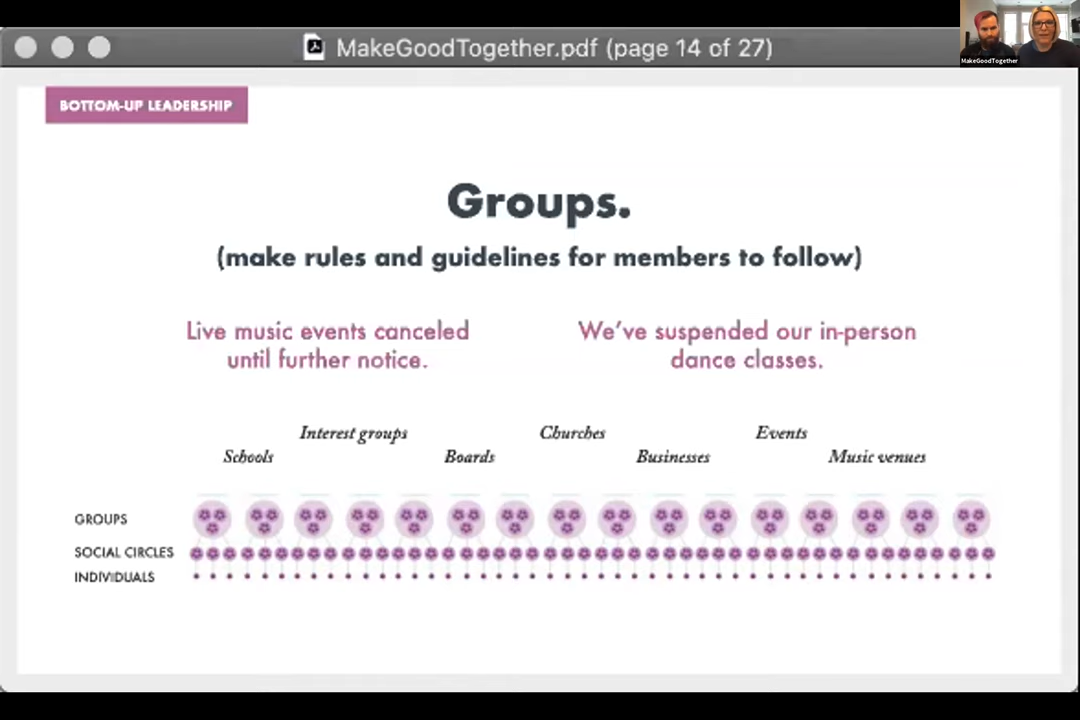 MakeGoodTogether.pdf (page 14 of 27)
MakeGoodTogether
BOTTOM-UP LEADERSHIP
Groups.
(make rules and guidelines for members to follow)
Live music events canceled
until further notice.
We've suspended our in-person
dance classes.
Interest groups
Churches
Events
Schools
Boards
Businesses
Music venues
GROUPS
SOCIAL CIRCLES
INDIVIDUALS